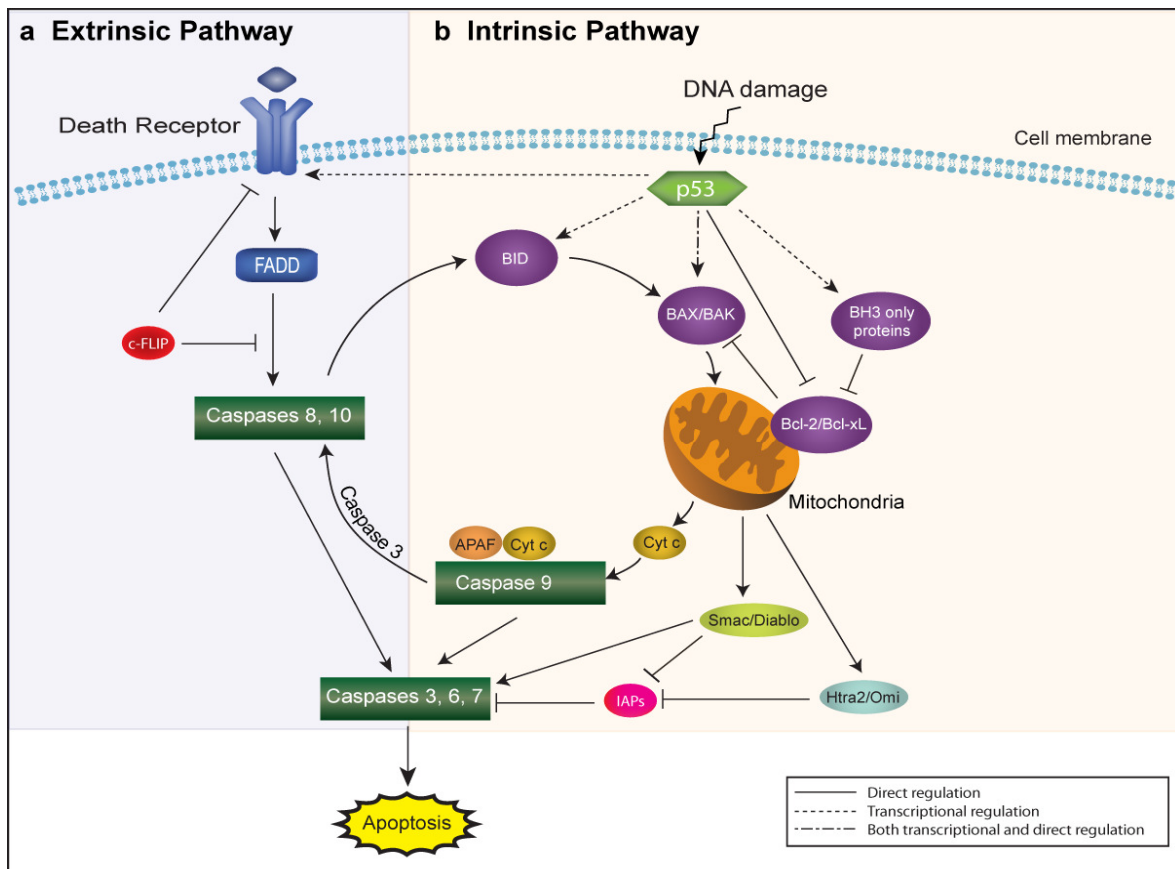 a Extrinsic Pathway
b Intrinsic Pathway
DNA damage
Death Receptor
Cell membrane
p53
FADD
BID
BAX/BAK
BH3 only
proteins
c-FLIP
Caspases 8, 10
Bcl-2/Bcl-xL
Mitochondria
Caspase 3
APAF
Cyt c
Cyt c
Caspase 9
Smac/Diablo
Caspases 3, 6, 7
IAPs
Htra2/Omi
Apoptosis
Direct regulation
Transcriptional regulation
Both transcriptional and direct regulation